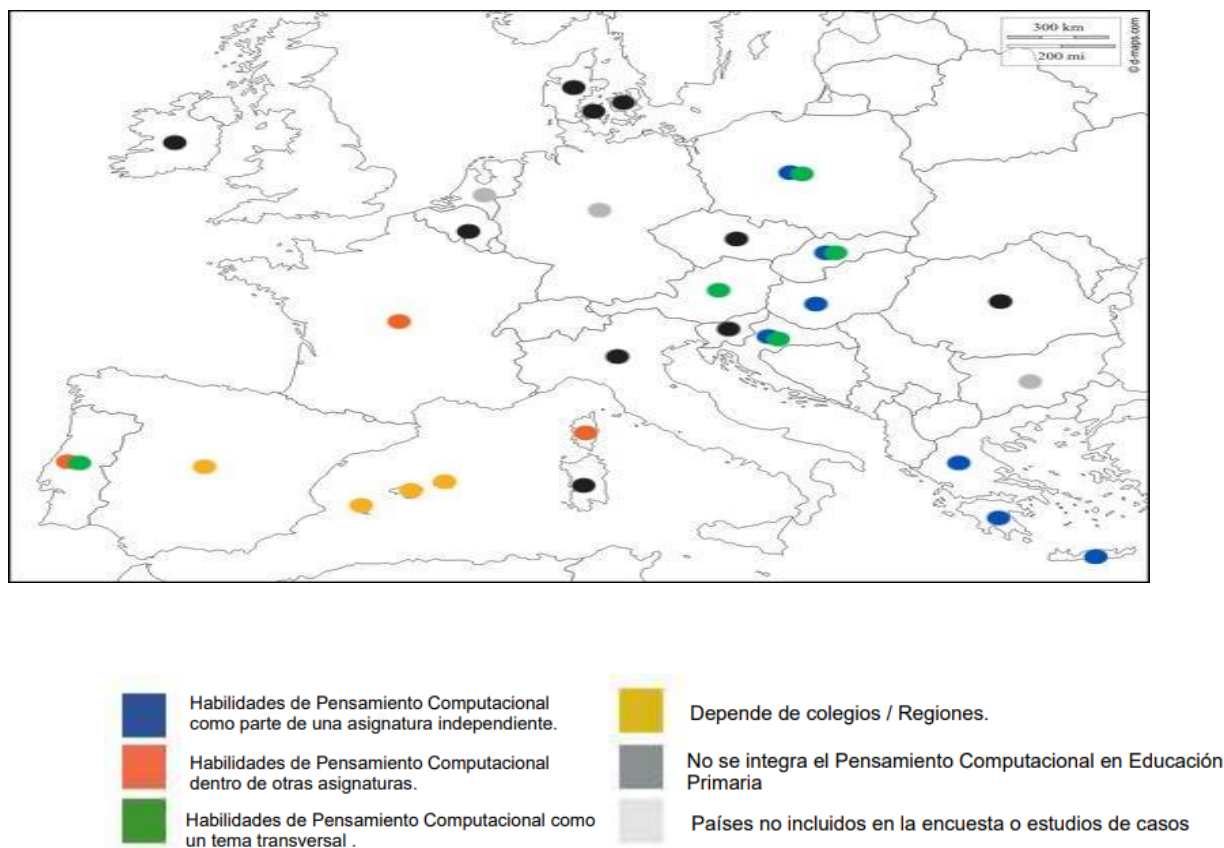 300 km
200 mi
© d-maps.com
Habilidades de Pensamiento Computacional
como parte de una asignatura independiente.
Habilidades de Pensamiento Computacional
dentro de otras asignaturas.
Habilidades de Pensamiento Computacional como
un tema transversal .
Depende de colegios / Regiones.
No se integra el Pensamiento Computacional en Educación
Primaria
Países no incluidos en la encuesta o estudios de casos